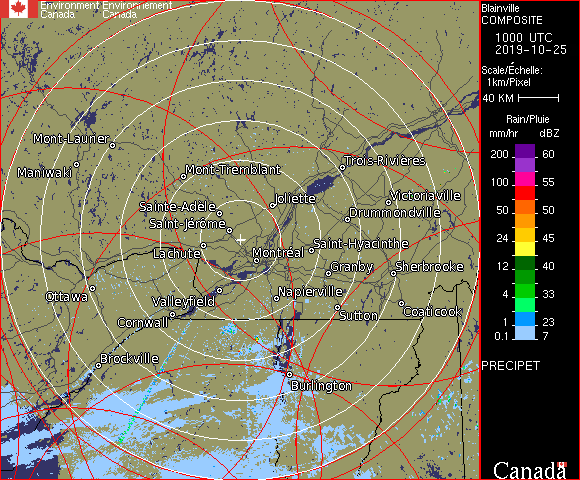 Environment Environnement
Canada Canada
Blainville
COMPOSITE
1000 UTC
2019-10-25
Scale/Échelle:
1km/Pixel
40 KM
Rain/Pluie
mm/hr dBZ
200 60
100 55
50 50
24 45
12 40
4 33
1 23
0.1 7
PRECIPET
Canada
Mont-Laurier
Maniwaki
Mont-Tremblant
Trois-Rivières
Joliette
Victoriaville
Sainte-Adele
Drummondville
Saint-Jérôme
Saint-Hyacinthe
Lachute
Montréal
Granby
Sherbrooke
Ottawa
Valleyfield
Napierville
Cornwall
Sutton
Coaticook
Brockville
Burlington